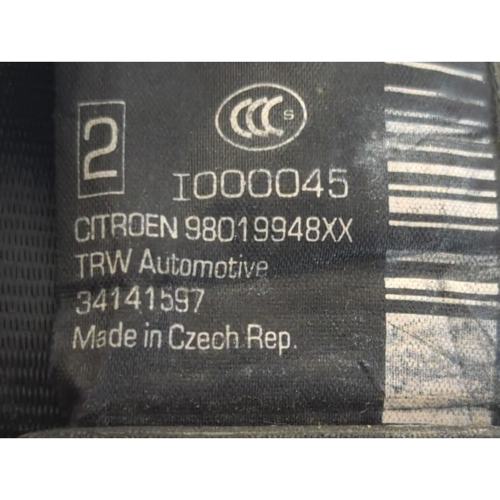 CCC S
2
I000045
CITROEN 98019948XX
TRW Automotive
34141597
Made in Czech Rep.